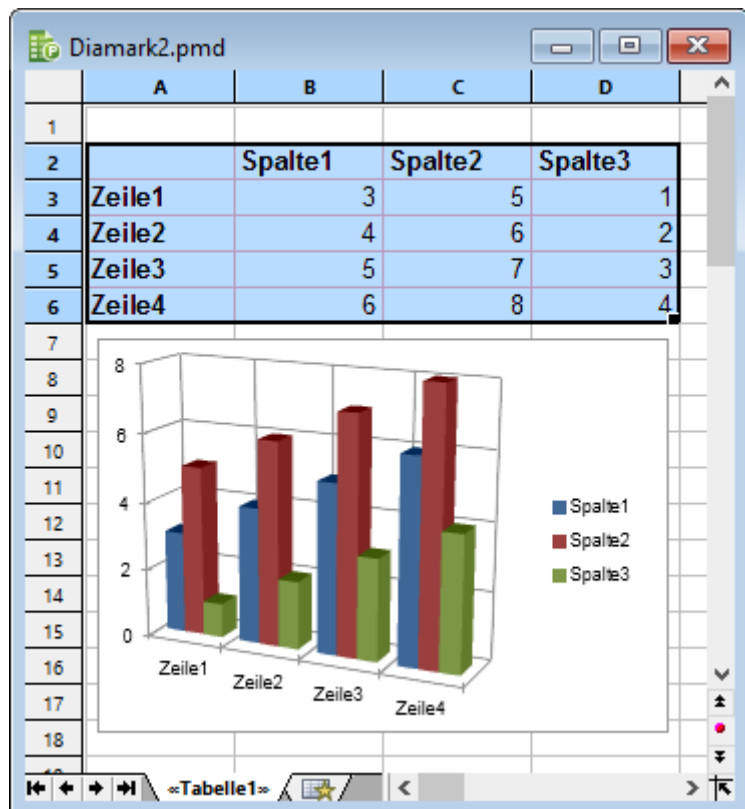 Diamark2.pmd
A B C D
1
2 Spalte1 Spalte2 Spalte3
3 Zeile1 3 5 1
4 Zeile2 4 6 2
5 Zeile3 5 7 3
6 Zeile4 6 8 4
7
8
9
10
11
12
13
14
15
16
17
18
8
6
4
2
0
Zeile1
Zeile2
Zeile3
Zeile4
Spalte1
Spalte2
Spalte3
«Tabelle1»